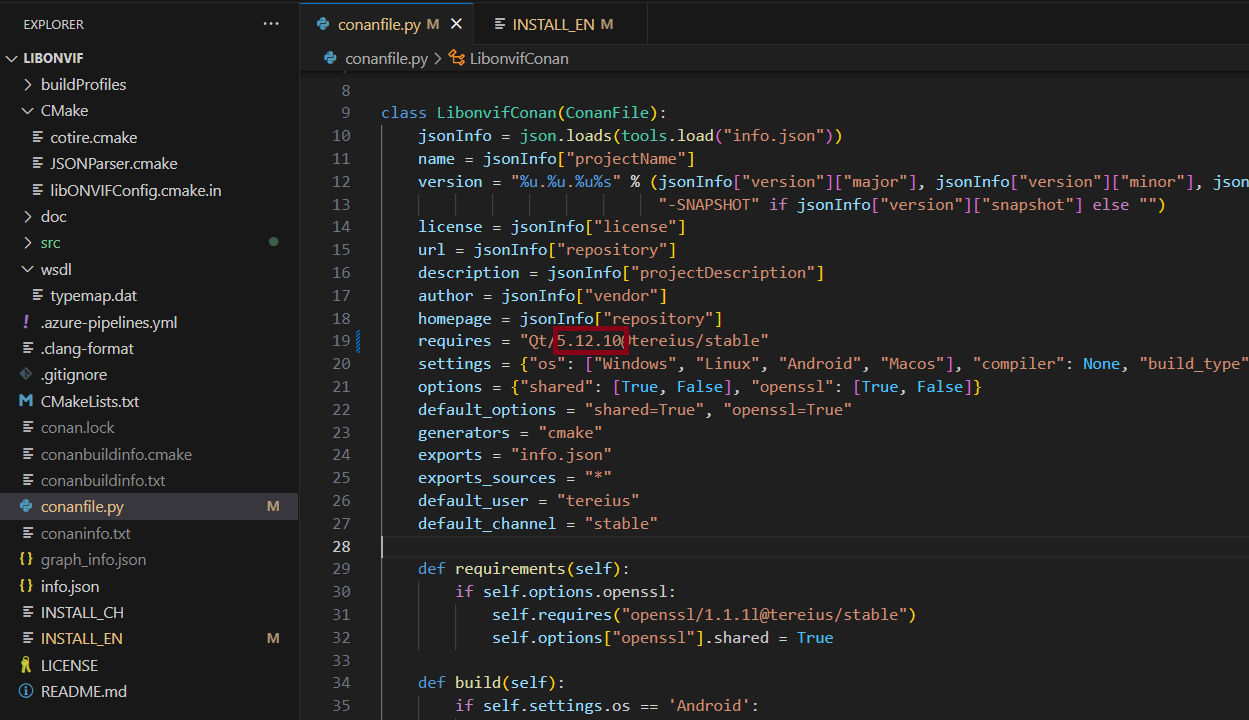 EXPLORER
LIBONVIF
buildProfiles
CMake
cotire.cmake
JSONParser.cmake
libONVIFConfig.cmake.in
doc
src
wsdl
typemap.dat
.azure-pipelines.yml
.clang-format
.gitignore
CMakeLists.txt
conan.lock
conanbuildinfo.cmake
conanbuildinfo.txt
conanfile.py M
conaninfo.txt
graph_info.json
info.json
INSTALL_CH
INSTALL_EN M
LICENSE
README.md
conanfile.py M INSTALL_EN M
conanfile.py > LibonvifConan
8
9 class LibonvifConan(ConanFile):
10 jsonInfo = json.loads(tools.load("info.json"))
11 name = jsonInfo["projectName"]
12 version = "%u.%u.%u%s" % (jsonInfo["version"]["major"], jsonInfo["version"]["minor"], json
13 "-SNAPSHOT" if jsonInfo["version"]["snapshot"] else "")
14 license = jsonInfo["license"]
15 url = jsonInfo["repository"]
16 description = jsonInfo["projectDescription"]
17 author = jsonInfo["vendor"]
18 homepage = jsonInfo["repository"]
19 requires = "Qt/5.12.10@tereius/stable"
20 settings = {"os": ["Windows", "Linux", "Android", "Macos"], "compiler": None, "build_type"
21 options = {"shared": [True, False], "openssl": [True, False]}
22 default_options = "shared=True", "openssl=True"
23 generators = "cmake"
24 exports = "info.json"
25 exports_sources = "*"
26 default_user = "tereius"
27 default_channel = "stable"
28
29 def requirements(self):
30 if self.options.openssl:
31 self.requires("openssl/1.1.1l@tereius/stable")
32 self.options["openssl"].shared = True
33
34 def build(self):
35 if self.settings.os == 'Android':